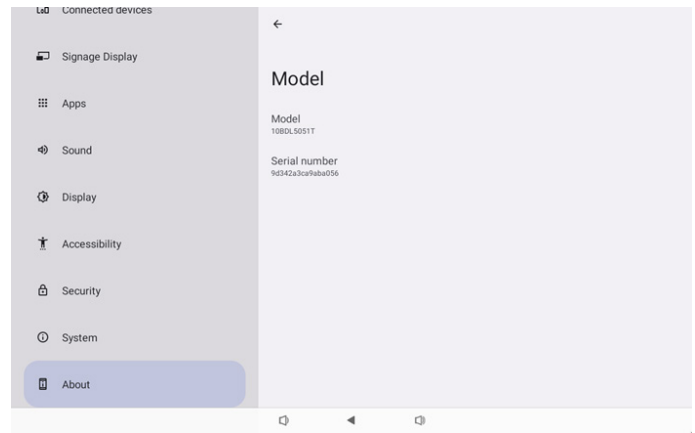 Connected devices
Signage Display
Apps
Sound
Display
Accessibility
Security
System
About
Model
Model
10BDL5051T
Serial number
9d342a3ca9aba056